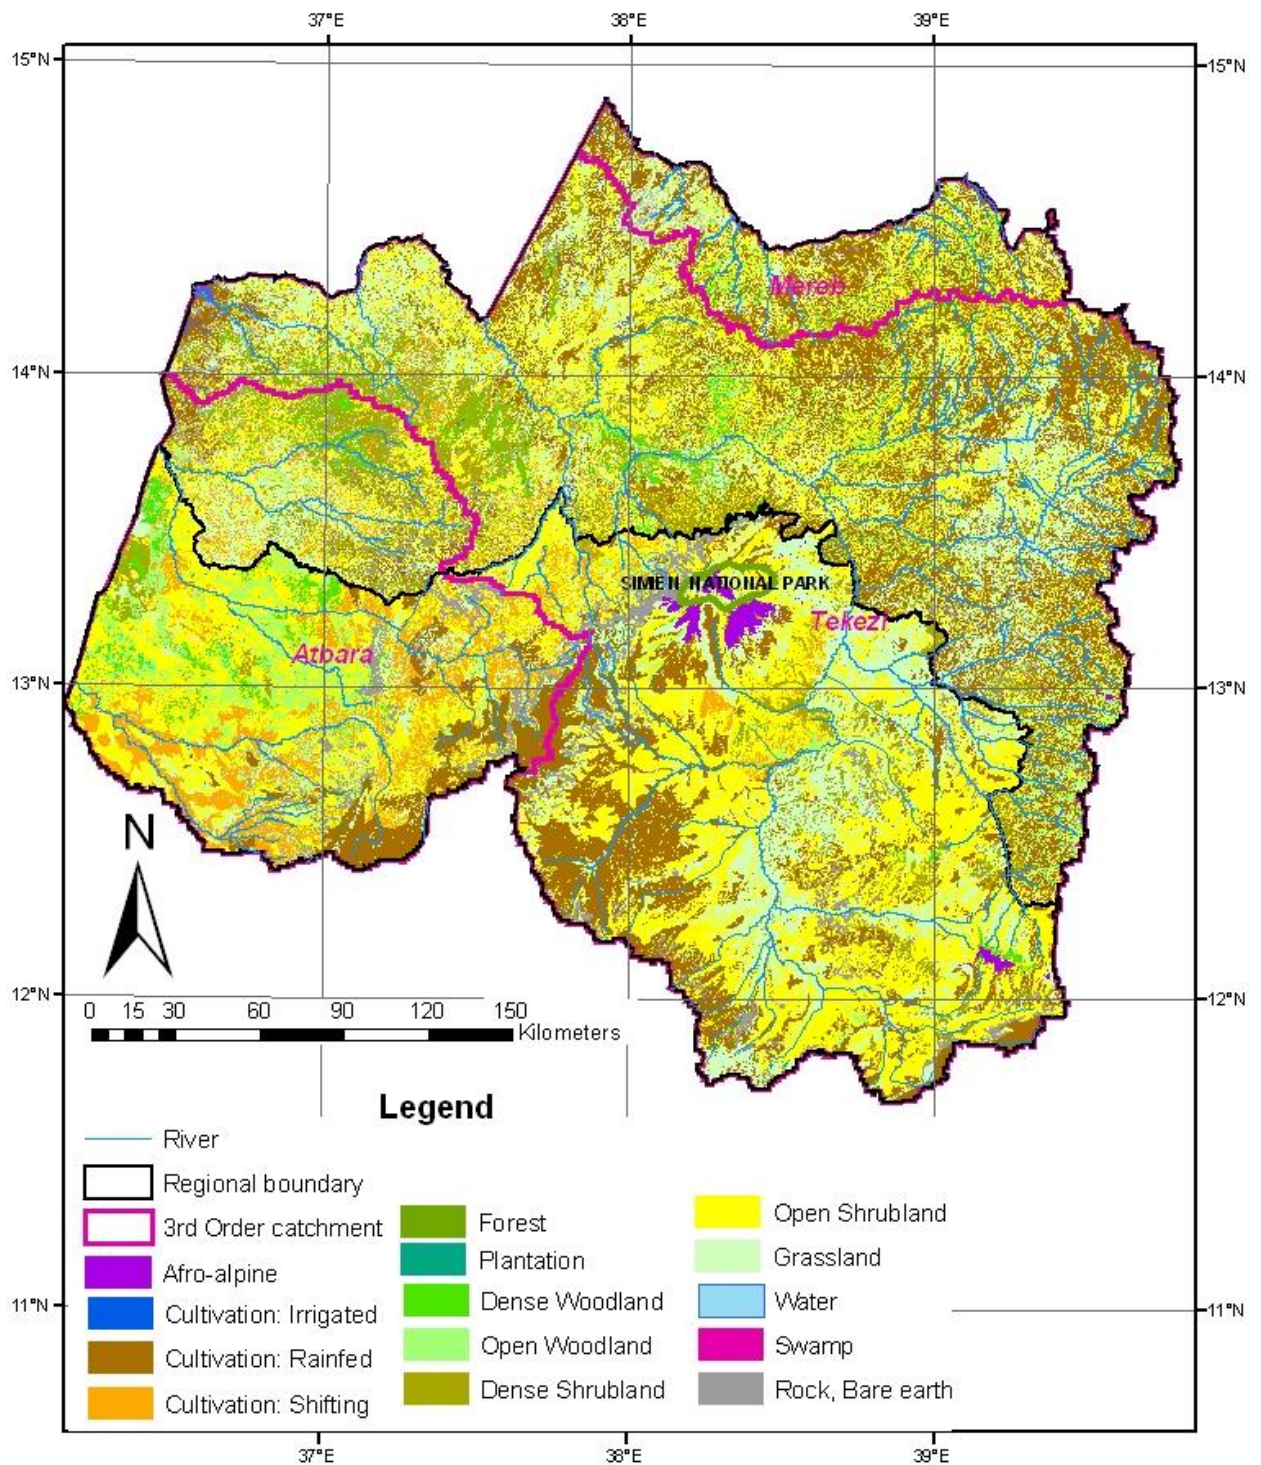 37°E 38°E 39°E
15°N 15°N
Mereb
14°N 14°N
SIMIEN NATIONAL PARK
Tekezi
Atbara
13°N 13°N
N
12°N 12°N
0 15 30 60 90 120 150
Kilometers
Legend
River
Regional boundary
3rd Order catchment
Afro-alpine
Cultivation: Irrigated
Cultivation: Rainfed
Cultivation: Shifting
Forest
Plantation
Dense Woodland
Open Woodland
Dense Shrubland
Open Shrubland
Grassland
Water
Swamp
Rock, Bare earth
11°N 11°N
37°E 38°E 39°E